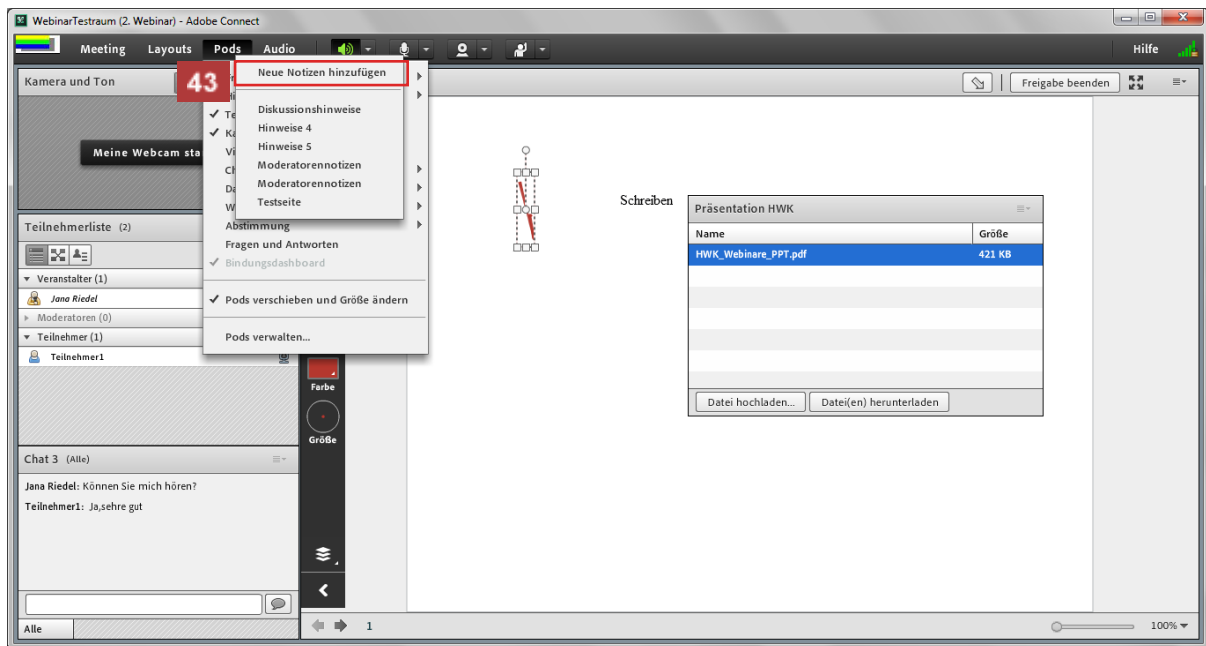 WebinarTestraum (2. Webinar) - Adobe Connect
Meeting Layouts Pods Audio Hilfe
Kamera und Ton
43
Freigabe beenden
Neue Notizen hinzufügen
Diskussionshinweise
Hinweise 4
Hinweise 5
Moderatorennotizen
Moderatorennotizen
Testseite
Abstimmung
Fragen und Antworten
Bindungsdashboard
Pods verschieben und Größe ändern
Pods verwalten...
Meine Webcam
Teilnehmerliste (2)
Veranstalter (1)
Jana Riedel
Moderatoren (0)
Teilnehmer (1)
Teilnehmer1
Chat 3 (Alle)
Jana Riedel: Können Sie mich hören?
Teilnehmer1: Ja,sehre gut
Alle
Farbe
Größe
Schreiben
Präsentation HWK
Name Größe
HWK_Webinare_PPT.pdf 421 KB
Datei hochladen... Datei(en) herunterladen
1
100%